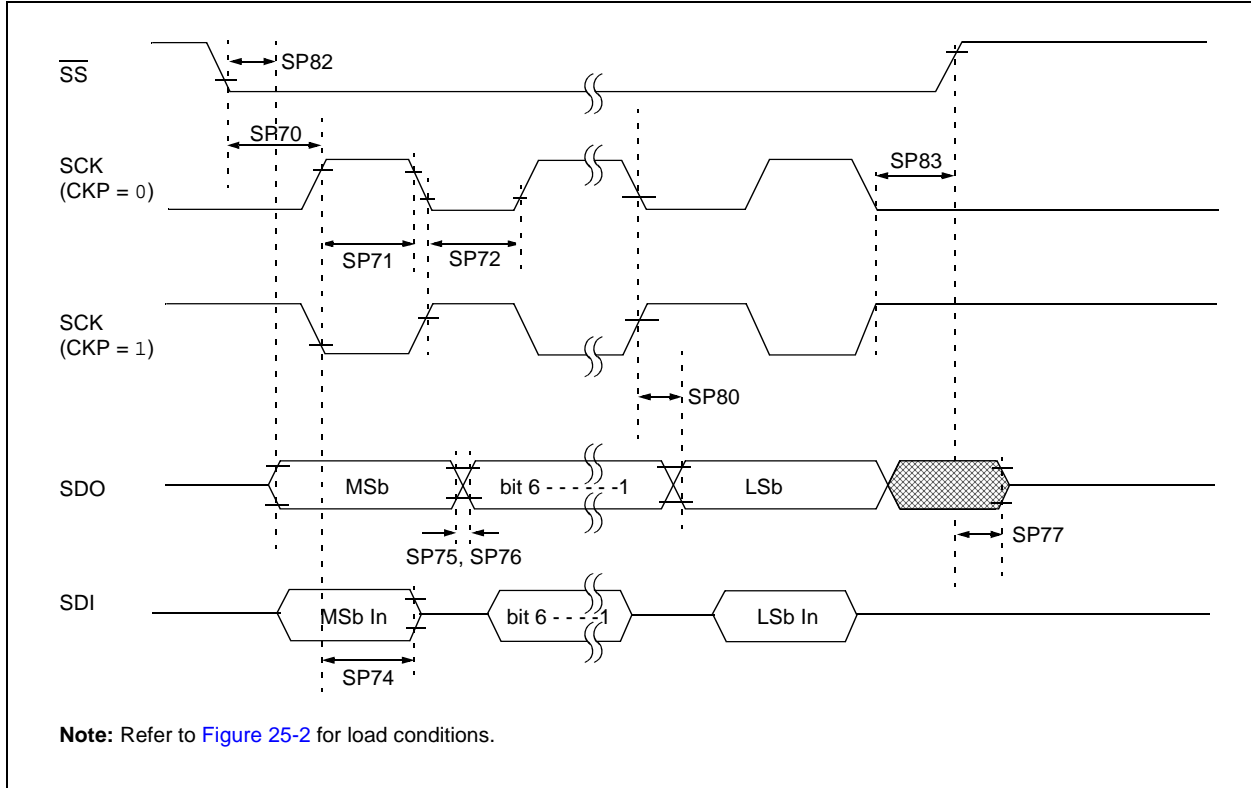 SS
SP82
SP70
SCK
(CKP = 0)
SP83
SP71
SP72
SCK
(CKP = 1)
SP80
SDO
MSb
bit 6 - - - - - -1
LSb
SP75, SP76
SP77
SDI
MSb In
bit 6 - - - -1
LSb In
SP74
Note: Refer to Figure 25-2 for load conditions.